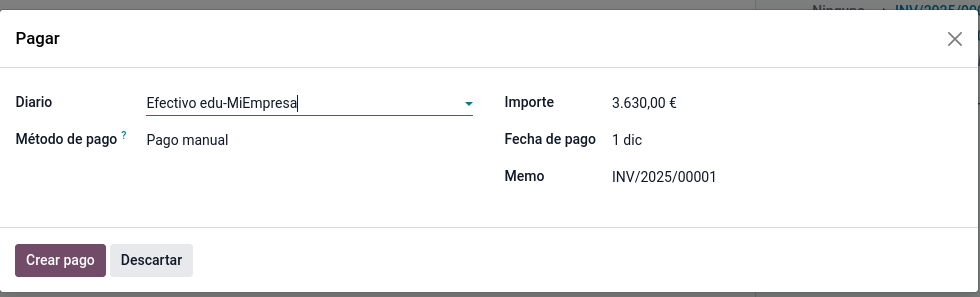 Ninguno INV/2025/000
Pagar
Diario Efectivo edu-MiEmpresa Importe 3.630,00 €
Método de pago ? Pago manual Fecha de pago 1 dic
Memo INV/2025/00001
Crear pago Descartar